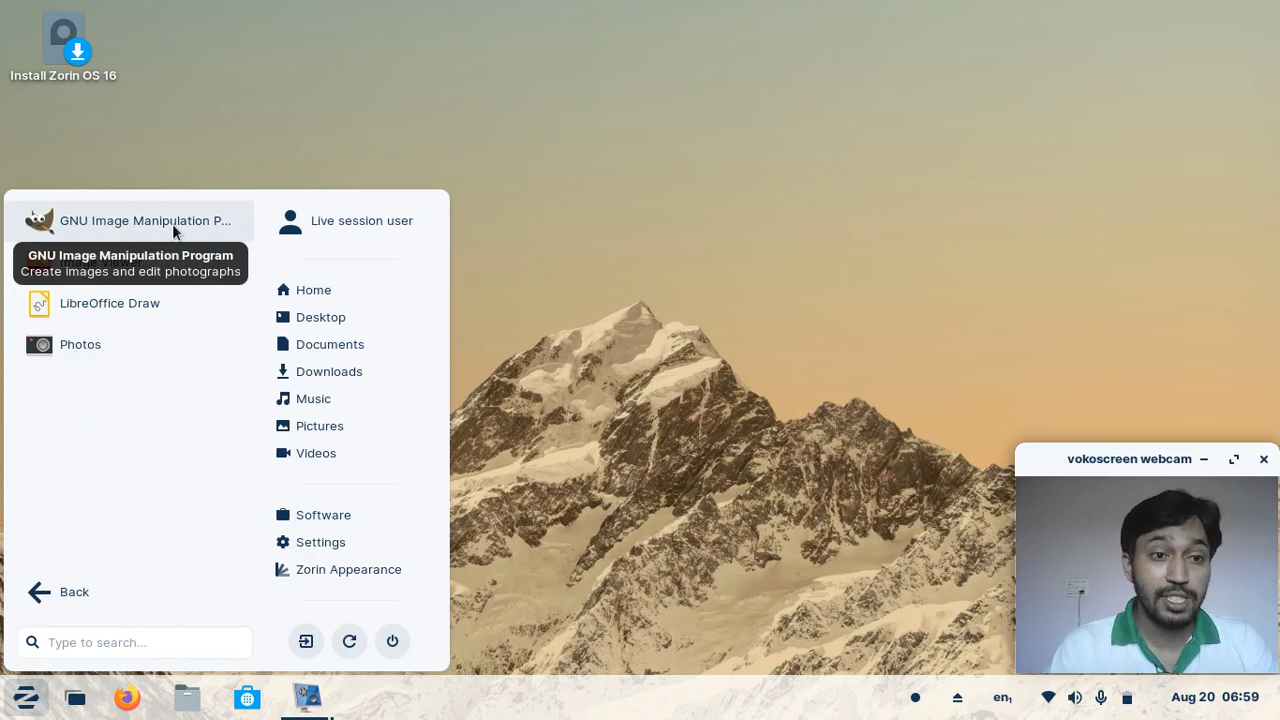 Install Zorin OS 16
GNU Image Manipulation P...
GNU Image Manipulation Program
Create images and edit photographs
LibreOffice Draw
Photos
Back
Type to search...
Live session user
Home
Desktop
Documents
Downloads
Music
Pictures
Videos
Software
Settings
Zorin Appearance
vokoscreen webcam
en₁
Aug 20 06:59